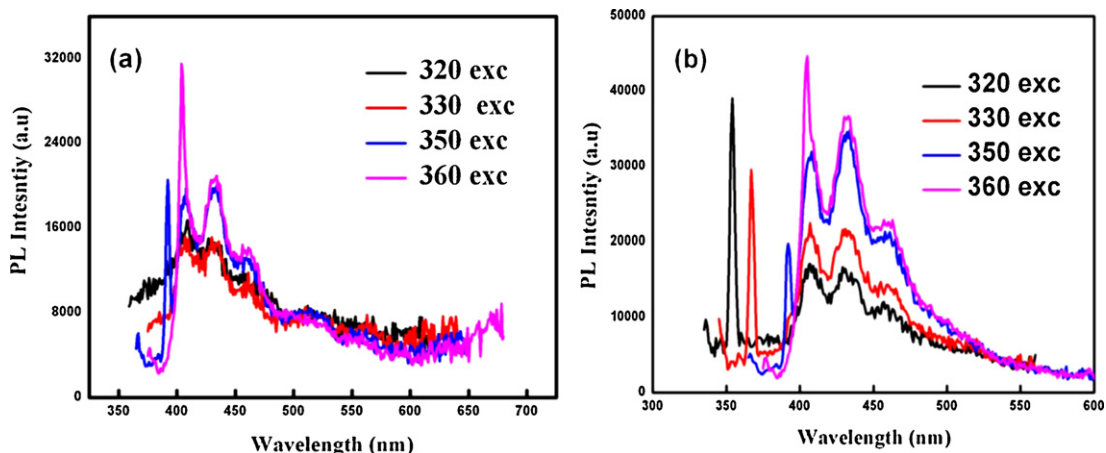 (a)
320 exc
330 exc
350 exc
360 exc
PL Intesntiy (a.u)
32000
24000
16000
8000
0
350 400 450 500 550 600 650 700
Wavelength (nm)
(b)
320 exc
330 exc
350 exc
360 exc
PL Intesntiy (a.u)
50000
40000
30000
20000
10000
0
300 350 400 450 500 550 600
Wavelength (nm)